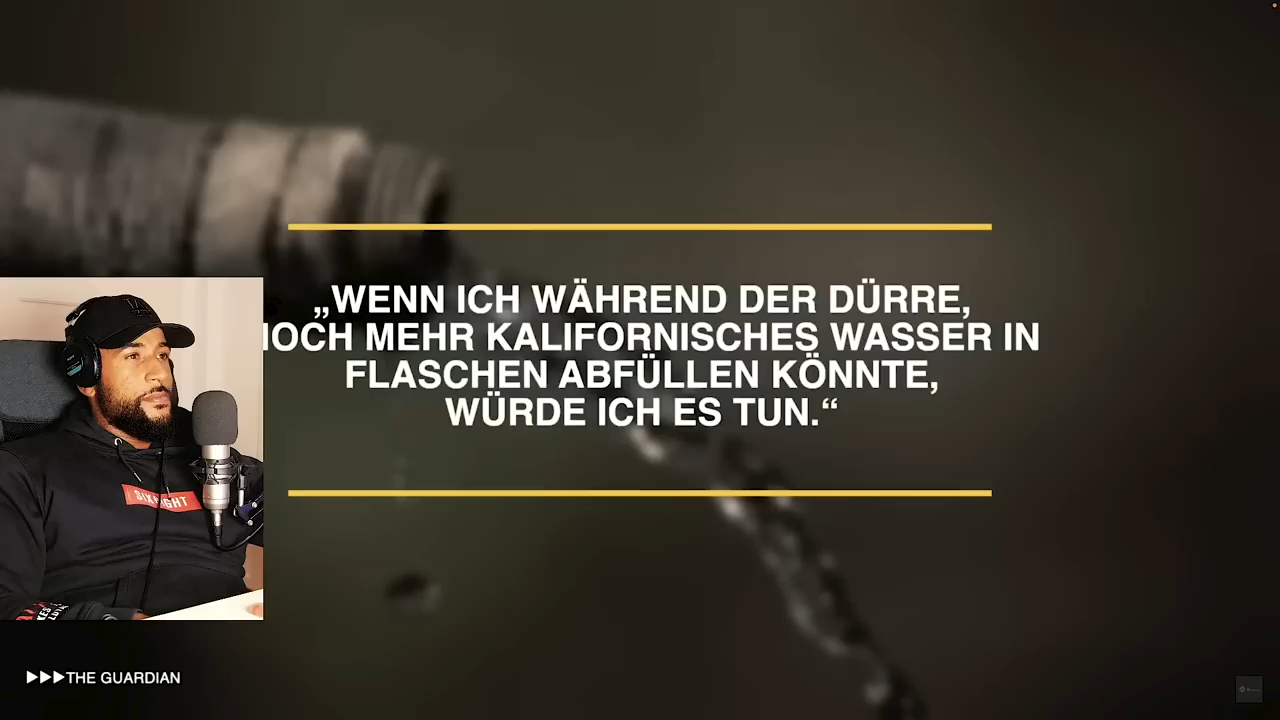 „WENN ICH WÄHREND DER DÜRRE,
MEHR KALIFORNISCHES WASSER IN
FLASCHEN ABFÜLLEN KÖNNTE,
WÜRDE ICH ES TUN.“
THE GUARDIAN